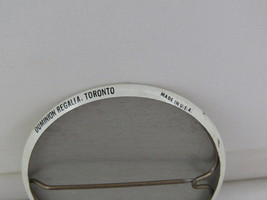 DOMINION REGALIA, TORONTO
MADE IN U.S.A.